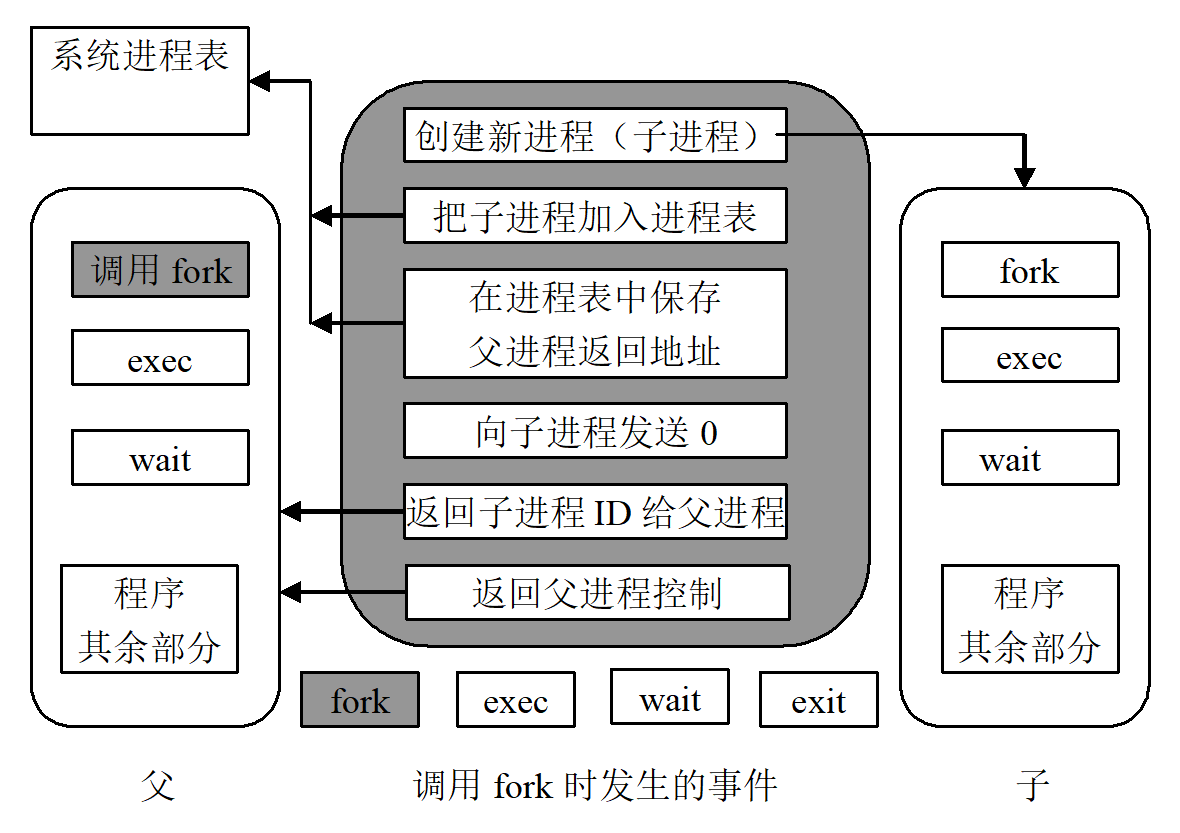 系统进程表
创建新进程（子进程）
把子进程加入进程表
在进程表中保存
父进程返回地址
向子进程发送 0
返回子进程 ID 给父进程
返回父进程控制
调用 fork
exec
wait
程序
其余部分
fork
exec
wait
程序
其余部分
fork
exec
wait
exit
父
调用 fork 时发生的事件
子